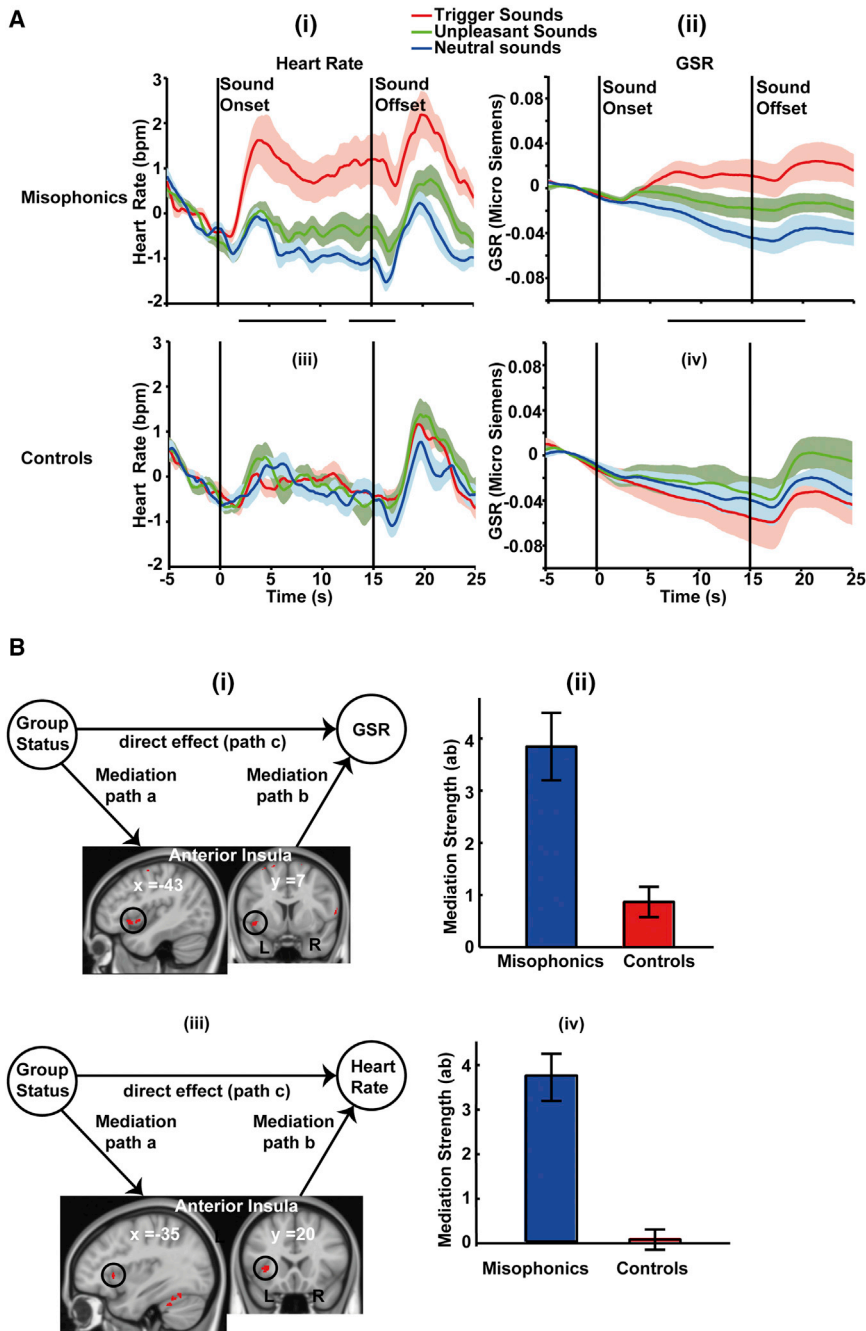 A
(i)
Trigger Sounds
Unpleasant Sounds
Neutral sounds
(ii)
Heart Rate
GSR
Misophonics
Heart Rate (bpm)
3
2
1
0
-1
-2
Sound
Onset
Sound
Offset
GSR (Micro Siemens)
0.08
0.04
0
-0.04
-0.08
Sound
Onset
Sound
Offset
Controls
(iii)
Heart Rate (bpm)
3
2
1
0
-1
-2
-5 0 5 10 15 20 25
Time (s)
(iv)
GSR (Micro Siemens)
0.08
0.04
0
-0.04
-0.08
-5 0 5 10 15 20 25
Time (s)
B
(i)
Group
Status
direct effect (path c)
GSR
Mediation
path a
Mediation
path b
Anterior Insula
x =-43
y =7
L R
(ii)
Mediation Strength (ab)
4
3
2
1
0
Misophonics Controls
(iii)
Group
Status
direct effect (path c)
Heart
Rate
Mediation
path a
Mediation
path b
Anterior Insula
x =-35
L
y =20
L R
(iv)
Mediation Strength (ab)
4
3
2
1
0
Misophonics Controls